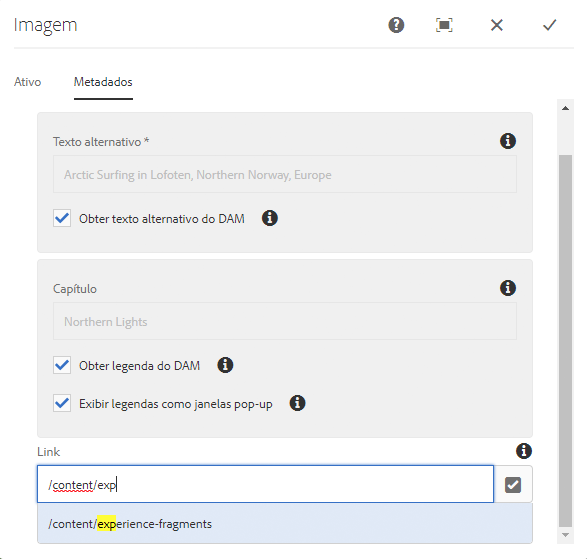 Imagem
Ativo
Metadados
Texto alternativo *
Arctic Surfing in Lofoten, Northern Norway, Europe
Obter texto alternativo do DAM
Capítulo
Northern Lights
Obter legenda do DAM
Exibir legendas como janelas pop-up
Link
/content/exp
/content/experience-fragments